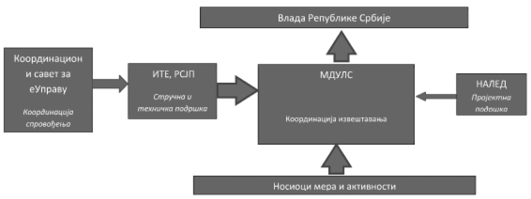 Влада Републике Србије
Координацион
и савет за
еУправу
Координација
спровођења
ИТЕ, РСЈП
Стручна и
техничка подршка
МДУЛС
Координација извештавања
НАЛЕД
Пројектна
подршка
Носиоци мера и активности